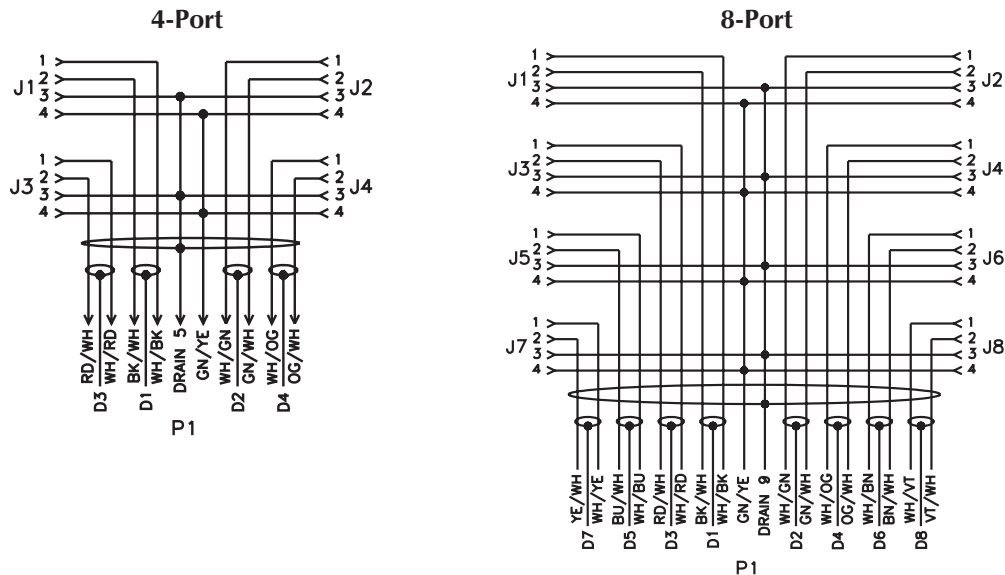 4-Port
1 1
2 2
J1 3 3 J2
4 4
1 1
2 2
J3 3 3 J4
4 4
RD/WH WH/RD BK/WH WH/BK DRAIN 5 GN/YE WH/GN GN/WH WH/OG OG/WH
D3 D1 D2 D4
P1
8-Port
1 1
J1 2 2 J2
3 3
4 4
1 1
J3 2 2 J4
3 3
4 4
1 1
J5 2 2 J6
3 3
4 4
1 1
J7 2 2 J8
3 3
4 4
YE/WH WH/YE BU/WH WH/BU RD/WH WH/RD BK/WH WH/BK GN/YE DRAIN 9 WH/GN GN/WH WH/OG OG/WH WH/BN BN/WH WH/VT VT/WH
D7 D5 D3 D1 D2 D4 D6 D8
P1